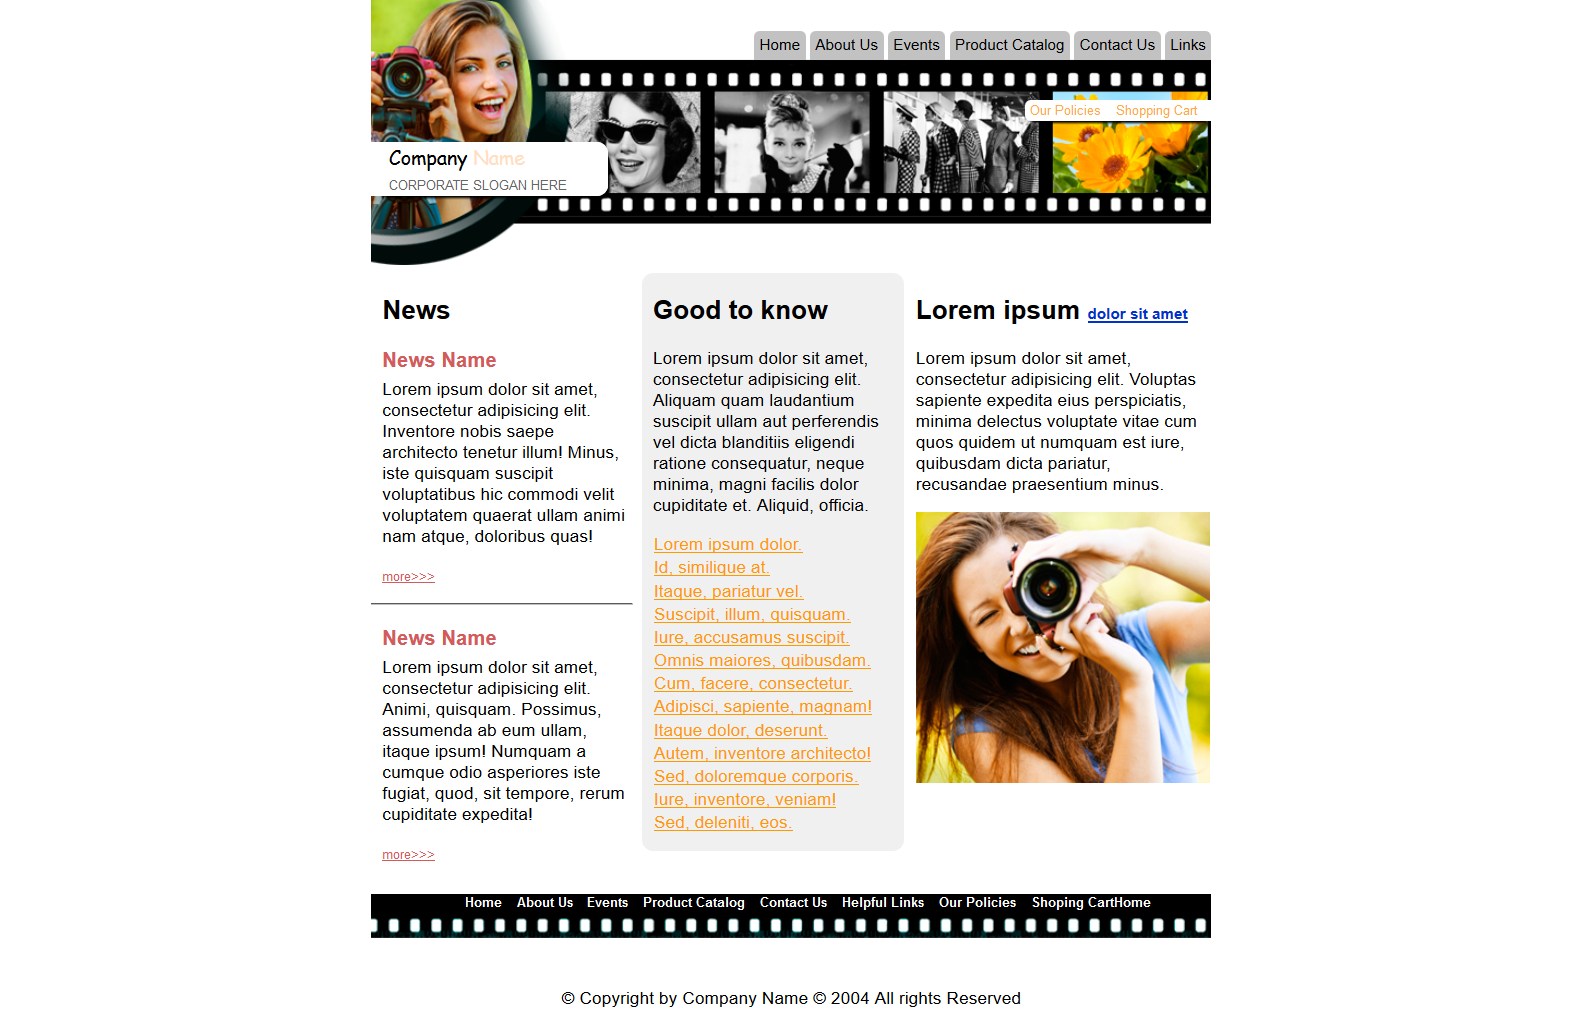 Home About Us Events Product Catalog Contact Us Links
Our Policies Shopping Cart
Company Name
CORPORATE SLOGAN HERE
News
News Name
Lorem ipsum dolor sit amet,
consectetur adipisicing elit.
Inventore nobis saepe
architecto tenetur illum! Minus,
iste quisquam suscipit
voluptatibus hic commodi velit
voluptatem quaerat ullam animi
nam atque, doloribus quas!
more>>>
News Name
Lorem ipsum dolor sit amet,
consectetur adipisicing elit.
Animi, quisquam. Possimus,
assumenda ab eum ullam,
itaque ipsum! Numquam a
cumque odio asperiores iste
fugiat, quod, sit tempore, rerum
cupiditate expedita!
more>>>
Good to know
Lorem ipsum dolor sit amet,
consectetur adipisicing elit.
Aliquam quam laudantium
suscipit ullam aut perferendis
vel dicta blanditiis eligendi
ratione consequatur, neque
minima, magni facilis dolor
cupiditate et. Aliquid, officia.
Lorem ipsum dolor.
Id, similique at.
Itaque, pariatur vel.
Suscipit, illum, quisquam.
Iure, accusamus suscipit.
Omnis maiores, quibusdam.
Cum, facere, consectetur.
Adipisci, sapiente, magnam!
Itaque dolor, deserunt.
Autem, inventore architecto!
Sed, doloremque corporis.
Iure, inventore, veniam!
Sed, deleniti, eos.
Lorem ipsum dolor sit amet
Lorem ipsum dolor sit amet,
consectetur adipisicing elit. Voluptas
sapiente expedita eius perspiciatis,
minima delectus voluptate vitae cum
quos quidem ut numquam est iure,
quibusdam dicta pariatur,
recusandae praesentium minus.
Home About Us Events Product Catalog Contact Us Helpful Links Our Policies Shoping CartHome
© Copyright by Company Name © 2004 All rights Reserved